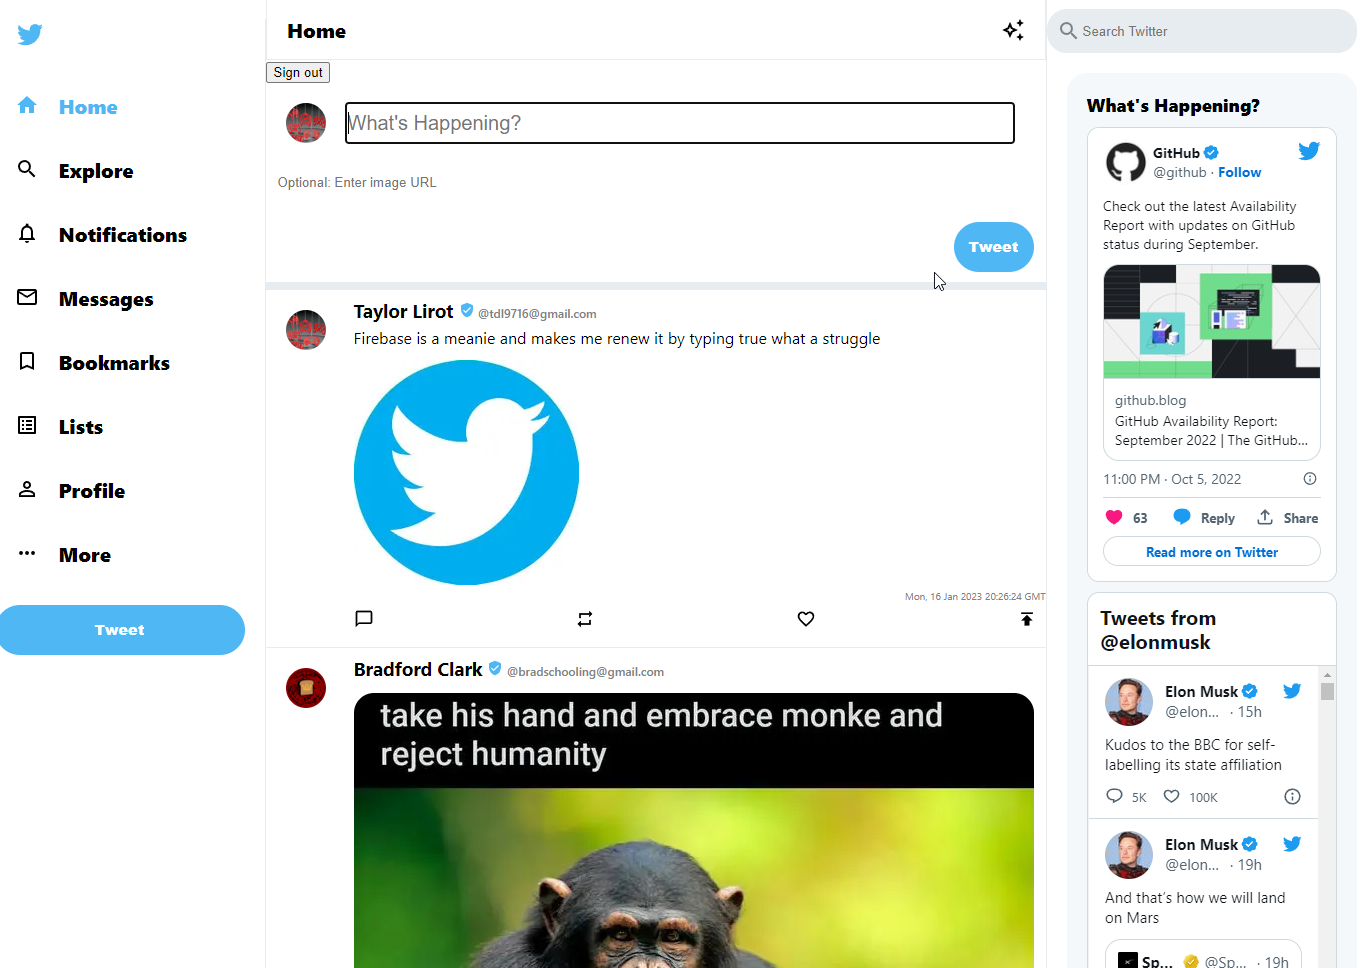 Home
Explore
Notifications
Messages
Bookmarks
Lists
Profile
More
Tweet
Home
Sign out
What's Happening?
Optional: Enter image URL
Tweet
Taylor Lirot @tdl9716@gmail.com
Firebase is a meanie and makes me renew it by typing true what a struggle
Mon, 16 Jan 2023 20:26:24 GMT
Bradford Clark @bradschooling@gmail.com
take his hand and embrace monke and
reject humanity
Search Twitter
What's Happening?
GitHub
@github · Follow
Check out the latest Availability
Report with updates on GitHub
status during September.
github.blog
GitHub Availability Report:
September 2022 | The GitHub...
11:00 PM · Oct 5, 2022
63 Reply Share
Read more on Twitter
Tweets from
@elonmusk
Elon Musk
@elon... · 15h
Kudos to the BBC for self-
labelling its state affiliation
5K 100K
Elon Musk
@elon... · 19h
And that's how we will land
on Mars
Sp... @Sp... · 19h